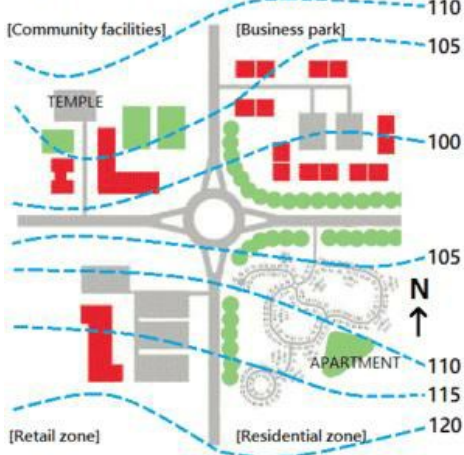 110
[Community facilities]
[Business park]
105
TEMPLE
100
105
N
APARTMENT
110
115
120
[Retail zone]
[Residential zone]